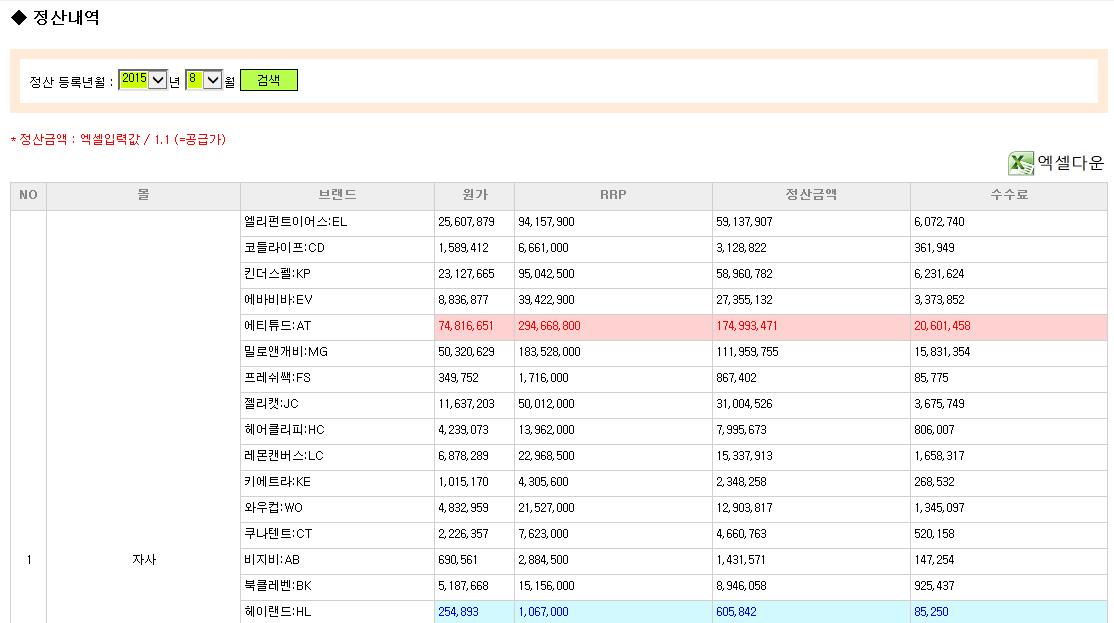 ◆ 정산내역
정산 등록년월 : 2015 년 8 월 검색
* 정산금액 : 엑셀입력값 / 1.1 (=공급가)
엑셀다운
NO 몰 브랜드 원가 RRP 정산금액 수수료
엘리펀트이어스:EL 25,607,879 94,157,900 59,137,907 6,072,740
코들라이프:CD 1,589,412 6,661,000 3,128,822 361,949
킨더스펠:KP 23,127,665 95,042,500 58,960,782 6,231,624
에바비바:EV 8,836,877 39,422,900 27,355,132 3,373,852
에티튜드:AT 74,816,651 294,668,800 174,993,471 20,601,458
밀로앤개비:MG 50,320,629 183,528,000 111,959,755 15,831,354
프레쉬쌕:FS 349,752 1,716,000 867,402 85,775
젤리캣:JC 11,637,203 50,012,000 31,004,526 3,675,749
헤어클리피:HC 4,239,073 13,962,000 7,995,673 806,007
레몬캔버스:LC 6,878,289 22,968,500 15,337,913 1,658,317
키에트라:KE 1,015,170 4,305,600 2,348,258 268,532
와우컵:WO 4,832,959 21,527,000 12,903,817 1,345,097
쿠나텐트:CT 2,226,357 7,623,000 4,660,763 520,158
1 자사 비지비:AB 690,561 2,884,500 1,431,571 147,254
북클레벤:BK 5,187,668 15,156,000 8,946,058 925,437
헤이랜드:HL 254,893 1,067,000 605,842 85,250